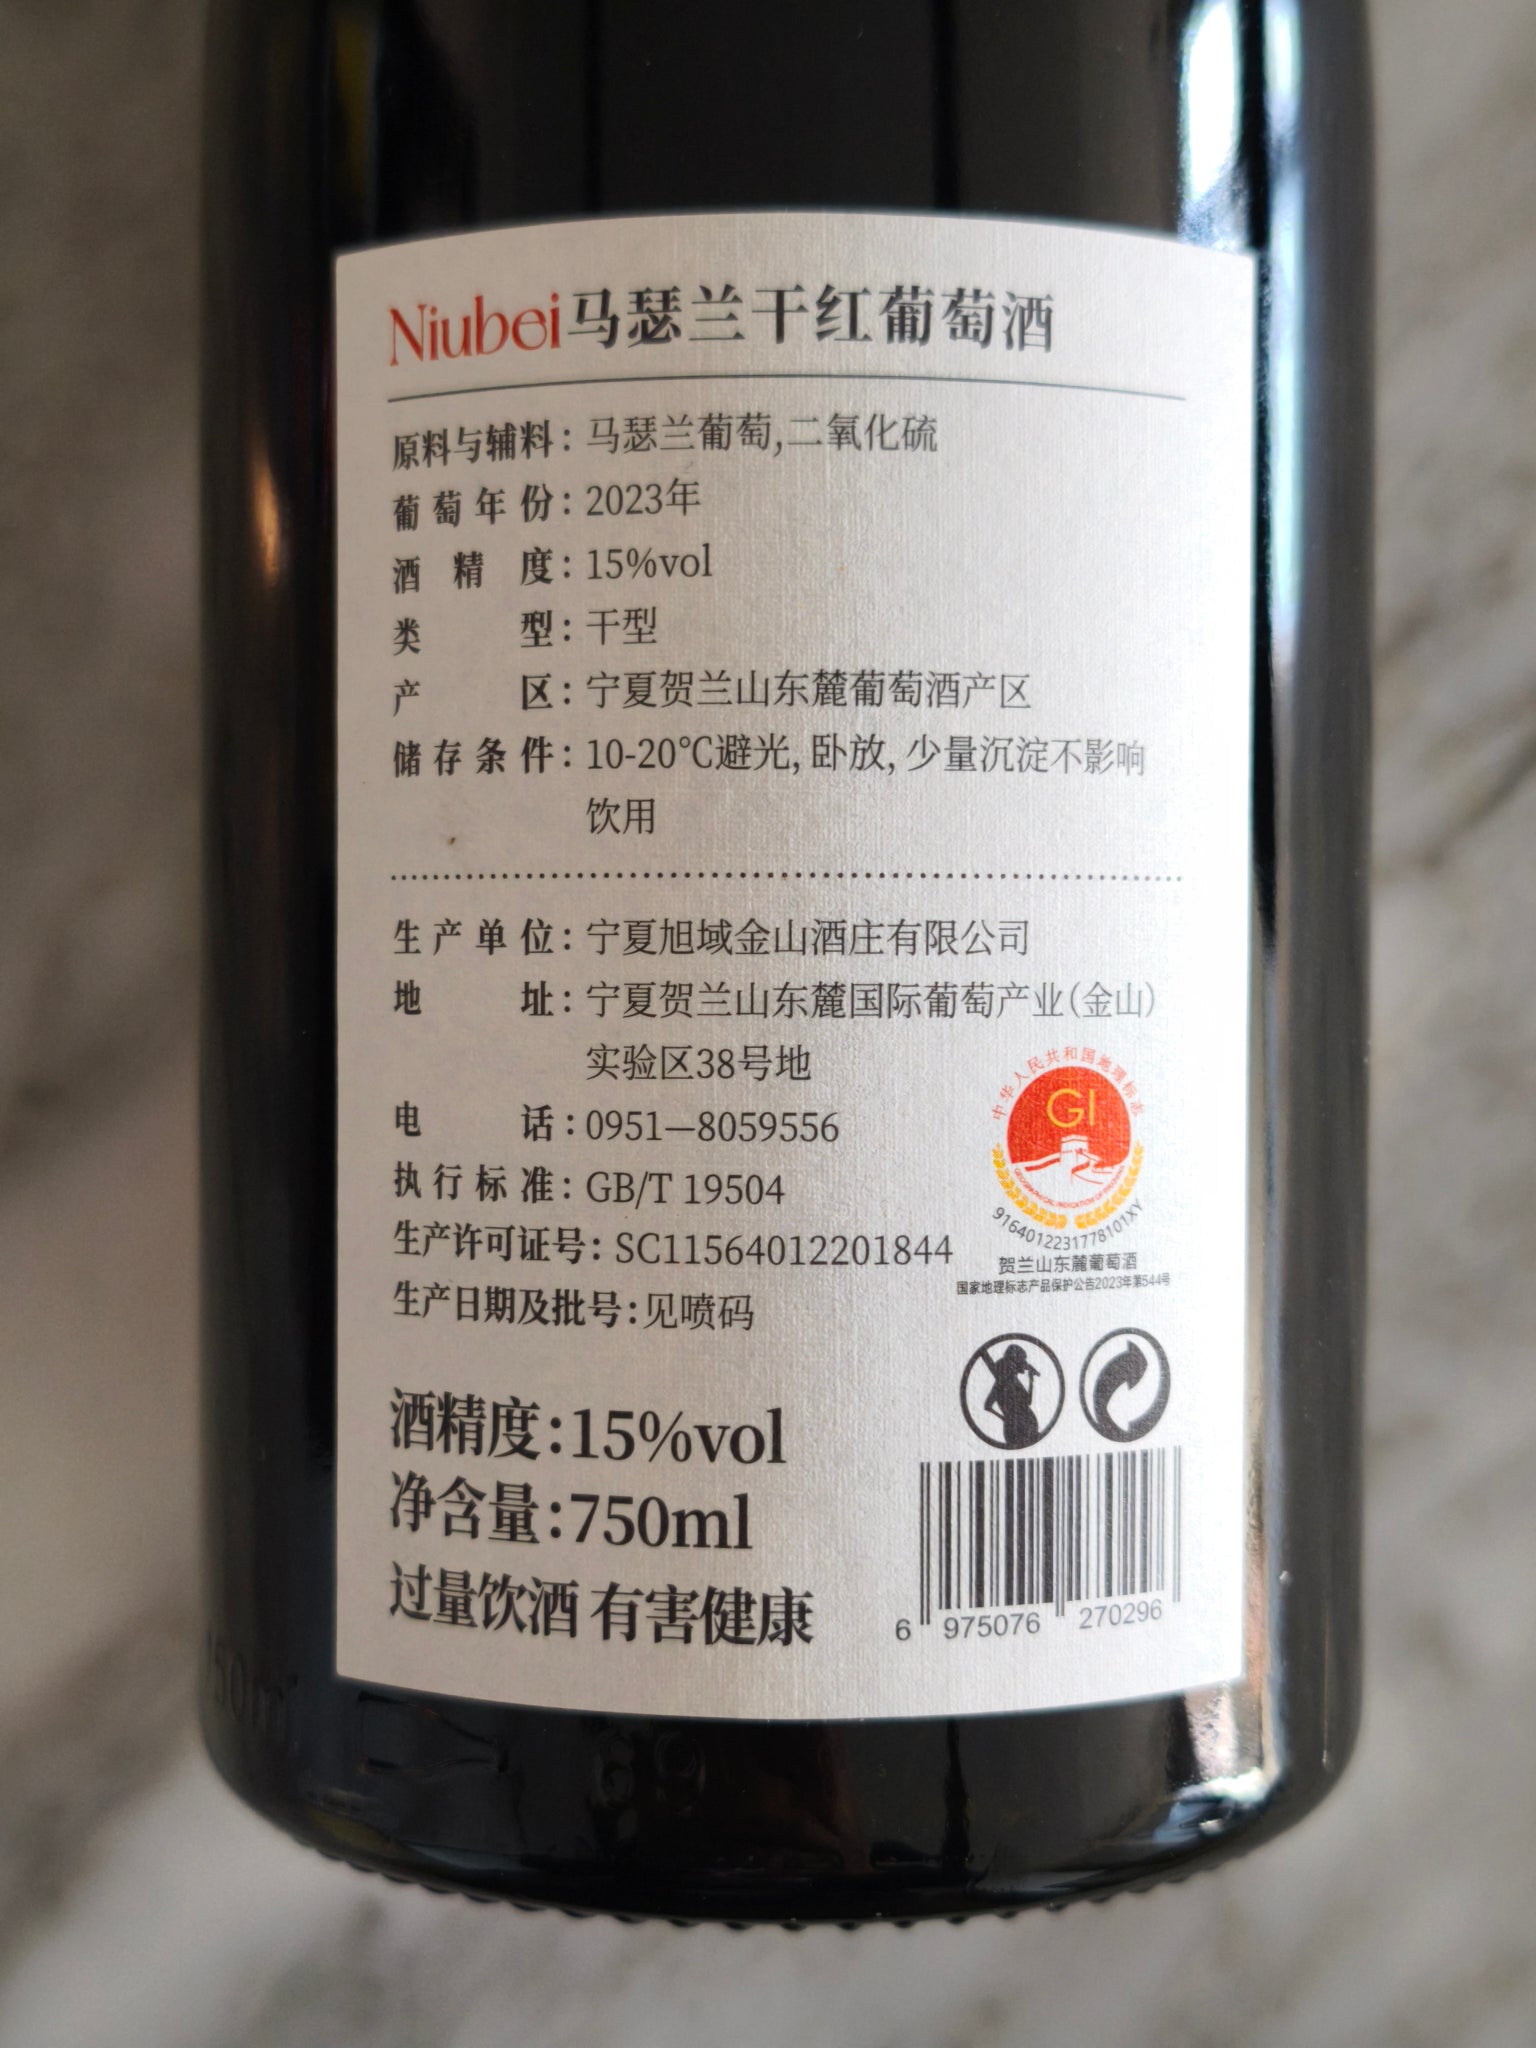 Niubei马瑟兰干红葡萄酒
原料与辅料：马瑟兰葡萄,二氧化硫
葡萄年份：2023年
酒精度：15%vol
类型：干型
产区：宁夏贺兰山东麓葡萄酒产区
储存条件：10-20℃避光, 卧放, 少量沉淀不影响
饮用
生产单位：宁夏旭域金山酒庄有限公司
地址：宁夏贺兰山东麓国际葡萄产业(金山)
实验区38号地
电话：0951—8059556
执行标准：GB/T 19504
生产许可证号：SC11564012201844
生产日期及批号：见喷码
中华人民共和国地理标志
GI
GEOGRAPHICAL INDICATION OF P.R.CHINA
9164012231778101XY
贺兰山东麓葡萄酒
国家地理标志产品保护公告2023年第544号
酒精度：15%vol
净含量：750ml
过量饮酒 有害健康
6 975076 270296